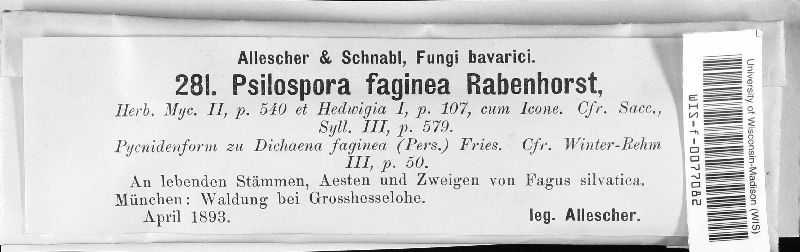 Allescher & Schnabl, Fungi bavarici.
281. Psilospora faginea Rabenhorst,
Herb. Myc. II, p. 540 et Hedwigia I, p. 107, cum Icone. Cfr. Sacc.,
Syll. III, p. 579.
Pycnidenform zu Dichaena faginea (Pers.) Fries. Cfr. Winter-Rehm
III, p. 50.
An lebenden Stämmen, Aesten und Zweigen von Fagus silvatica.
München: Waldung bei Grosshesselohe.
April 1893. leg. Allescher.
University of Wisconsin-Madison (WIS)
WIS-f-0077082